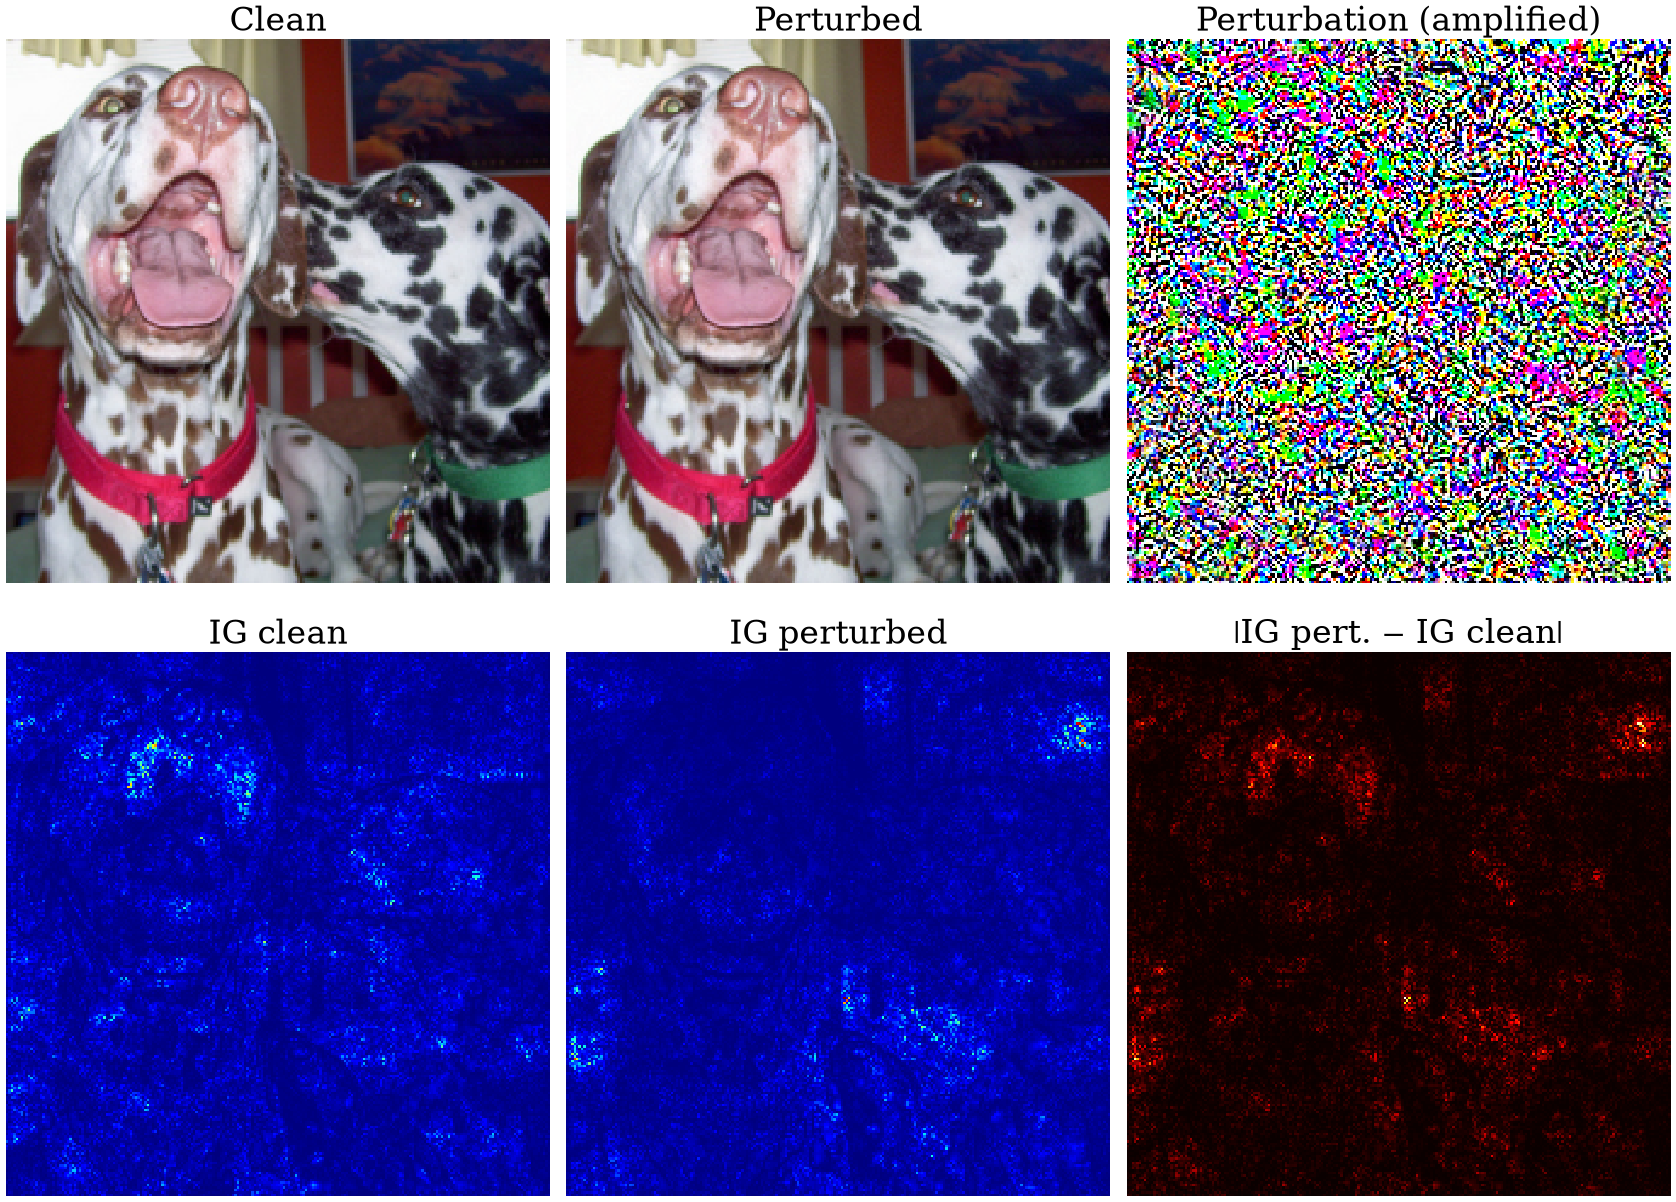 Clean
Perturbed
Perturbation (amplified)
IG clean
IG perturbed
|IG pert. − IG clean|